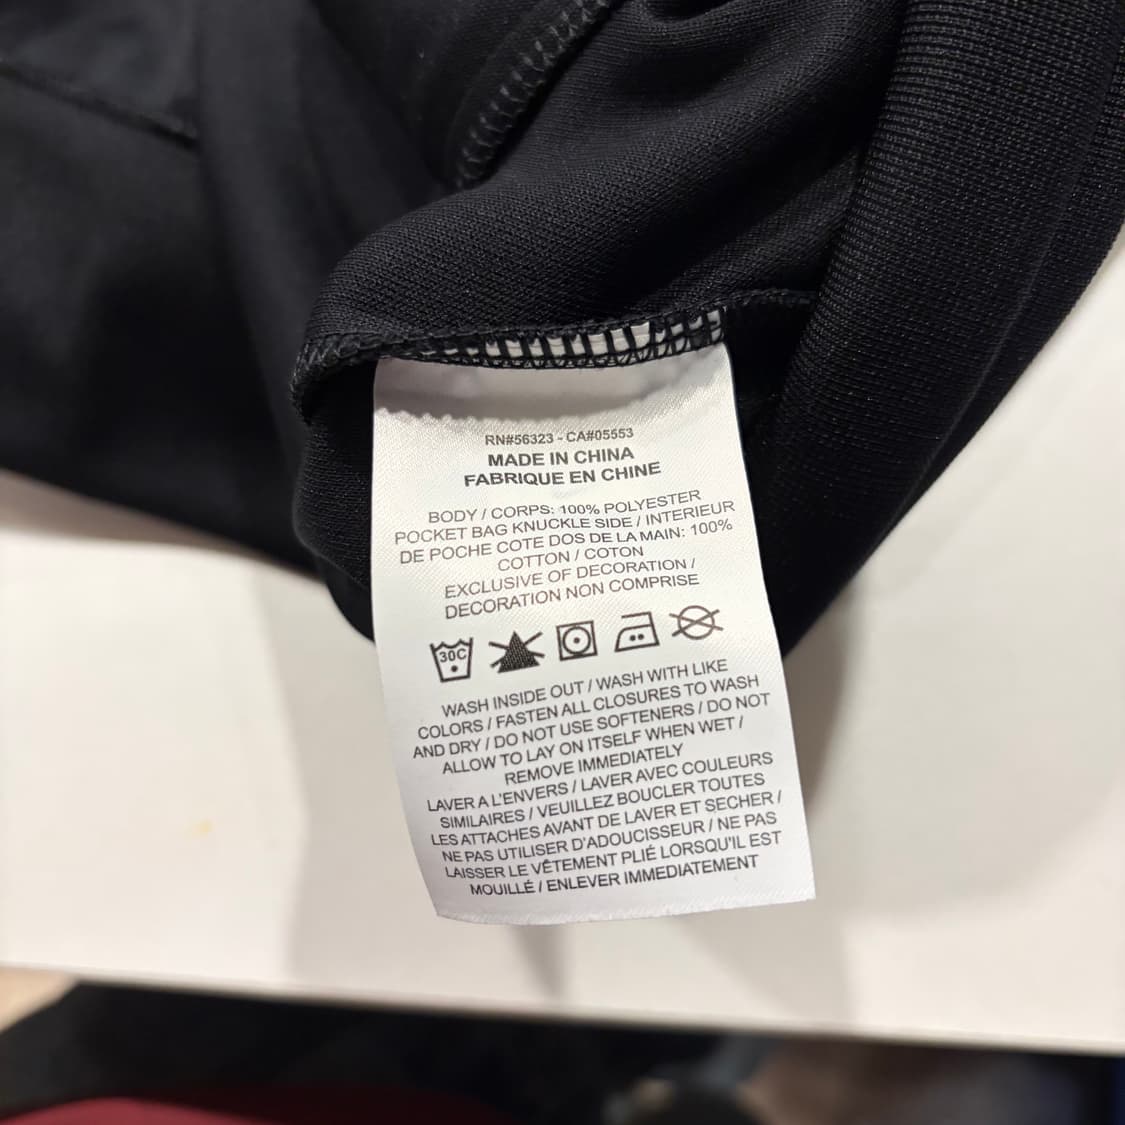 RN#56323 - CA#05553
MADE IN CHINA
FABRIQUE EN CHINE
BODY / CORPS: 100% POLYESTER
POCKET BAG KNUCKLE SIDE / INTERIEUR
DE POCHE COTE DOS DE LA MAIN: 100%
COTTON / COTON
EXCLUSIVE OF DECORATION /
DECORATION NON COMPRISE
30C
WASH INSIDE OUT / WASH WITH LIKE
COLORS / FASTEN ALL CLOSURES TO WASH
AND DRY / DO NOT USE SOFTENERS / DO NOT
ALLOW TO LAY ON ITSELF WHEN WET /
REMOVE IMMEDIATELY
LAVER A L'ENVERS / LAVER AVEC COULEURS
SIMILAIRES / VEUILLEZ BOUCLER TOUTES
LES ATTACHES AVANT DE LAVER ET SECHER /
NE PAS UTILISER D'ADOUCISSEUR / NE PAS
LAISSER LE VÊTEMENT PLIÉ LORSQU'IL EST
MOUILLÉ / ENLEVER IMMEDIATEMENT